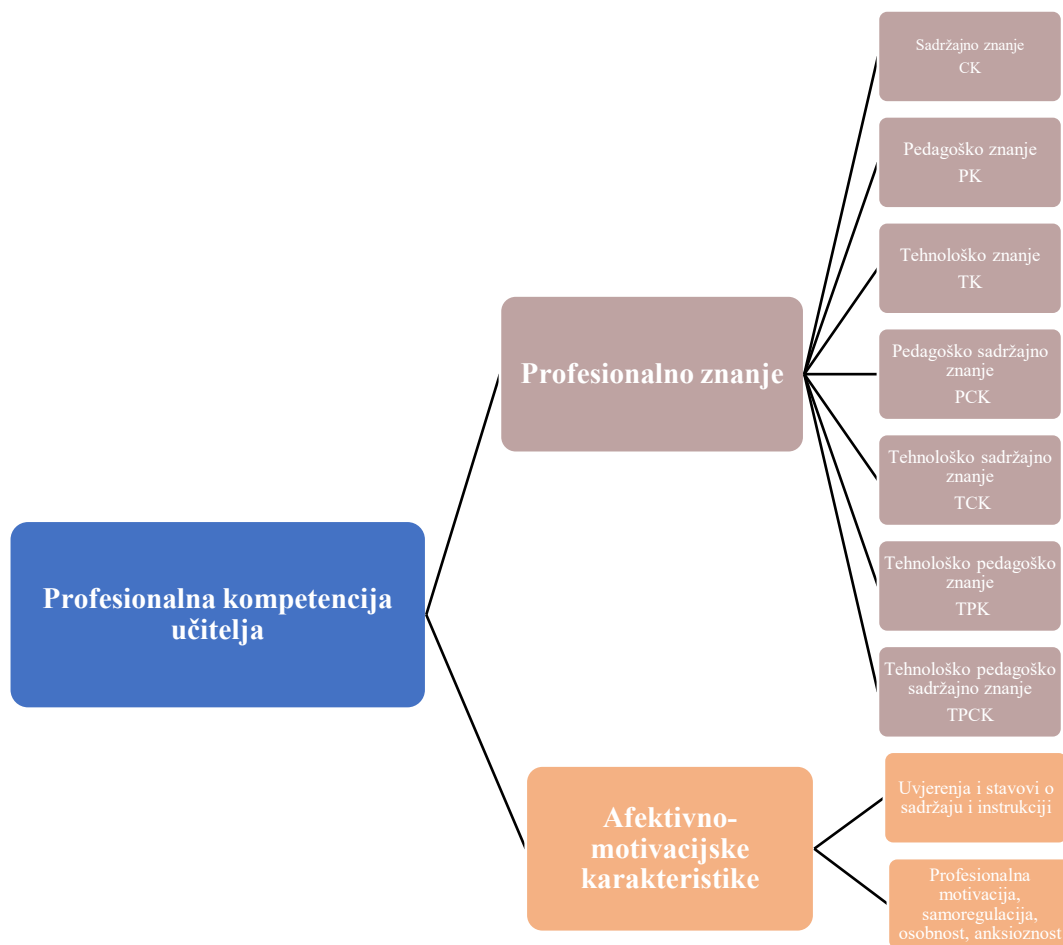 Profesionalna kompetencija
učitelja
Profesionalno znanje
Sadržajno znanje
CK
Pedagoško znanje
PK
Tehnološko znanje
TK
Pedagoško sadržajno
znanje
PCK
Tehnološko sadržajno
znanje
TCK
Tehnološko pedagoško
znanje
TPK
Tehnološko pedagoško
sadržajno znanje
TPCK
Afektivno-
motivacijske
karakteristike
Uvjerenja i stavovi o
sadržaju i instrukciji
Profesionalna
motivacija,
samoregulacija,
osobnost, anksioznost